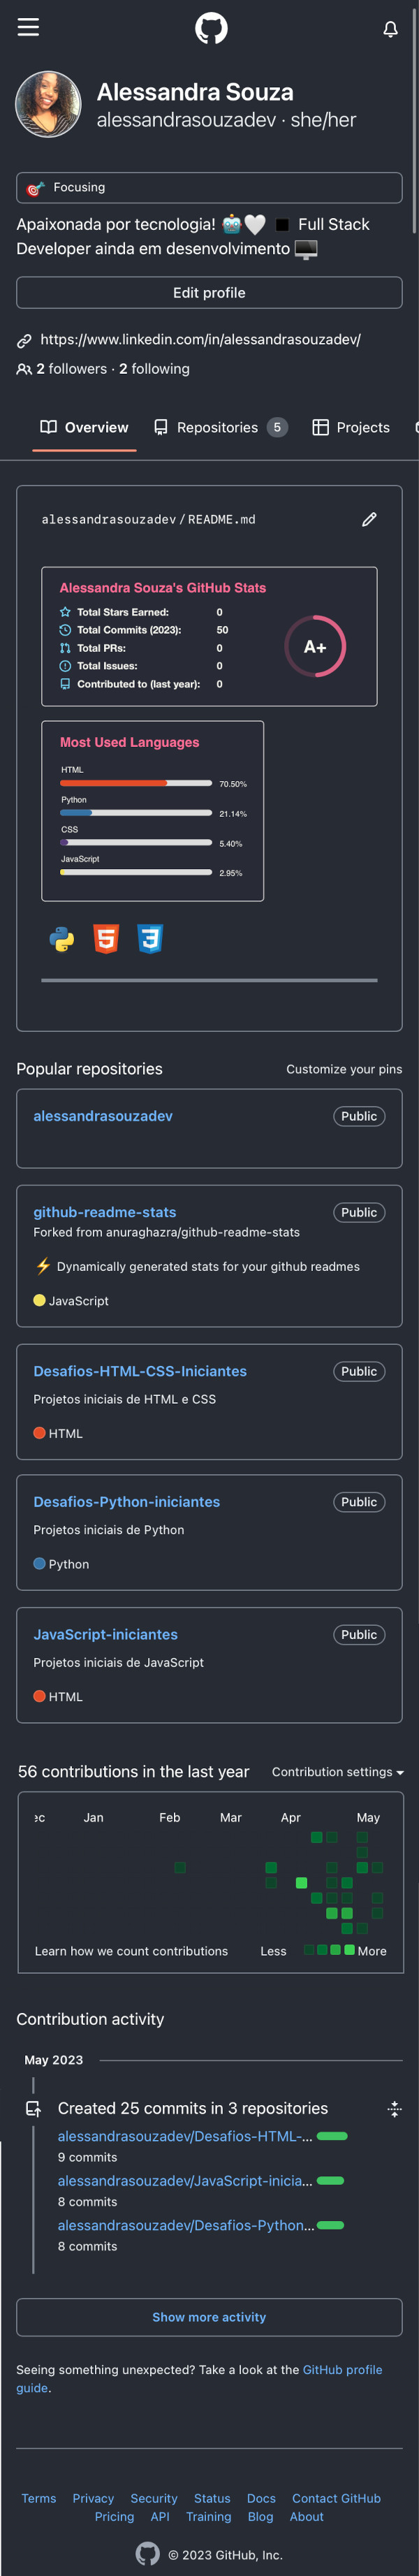 Alessandra Souza
alessandrasouzadev · she/her
Focusing
Apaixonada por tecnologia! 🤖🤍 ◼ Full Stack
Developer ainda em desenvolvimento 🖥
Edit profile
https://www.linkedin.com/in/alessandrasouzadev/
2 followers · 2 following
Overview Repositories 5 Projects
alessandrasouzadev/README.md
Alessandra Souza's GitHub Stats
Total Stars Earned: 0
Total Commits (2023): 50
Total PRs: 0
Total Issues: 0
Contributed to (last year): 0
A+
Most Used Languages
HTML
70.50%
Python
21.14%
CSS
5.40%
JavaScript
2.95%
Popular repositories Customize your pins
alessandrasouzadev Public
github-readme-stats Public
Forked from anuraghazra/github-readme-stats
⚡ Dynamically generated stats for your github readmes
JavaScript
Desafios-HTML-CSS-Iniciantes Public
Projetos iniciais de HTML e CSS
HTML
Desafios-Python-iniciantes Public
Projetos iniciais de Python
Python
JavaScript-iniciantes Public
Projetos iniciais de JavaScript
HTML
56 contributions in the last year Contribution settings
ec Jan Feb Mar Apr May
Learn how we count contributions Less More
Contribution activity
May 2023
Created 25 commits in 3 repositories
alessandrasouzadev/Desafios-HTML-...
9 commits
alessandrasouzadev/JavaScript-inicia...
8 commits
alessandrasouzadev/Desafios-Python...
8 commits
Show more activity
Seeing something unexpected? Take a look at the GitHub profile
guide.
Terms Privacy Security Status Docs Contact GitHub
Pricing API Training Blog About
© 2023 GitHub, Inc.